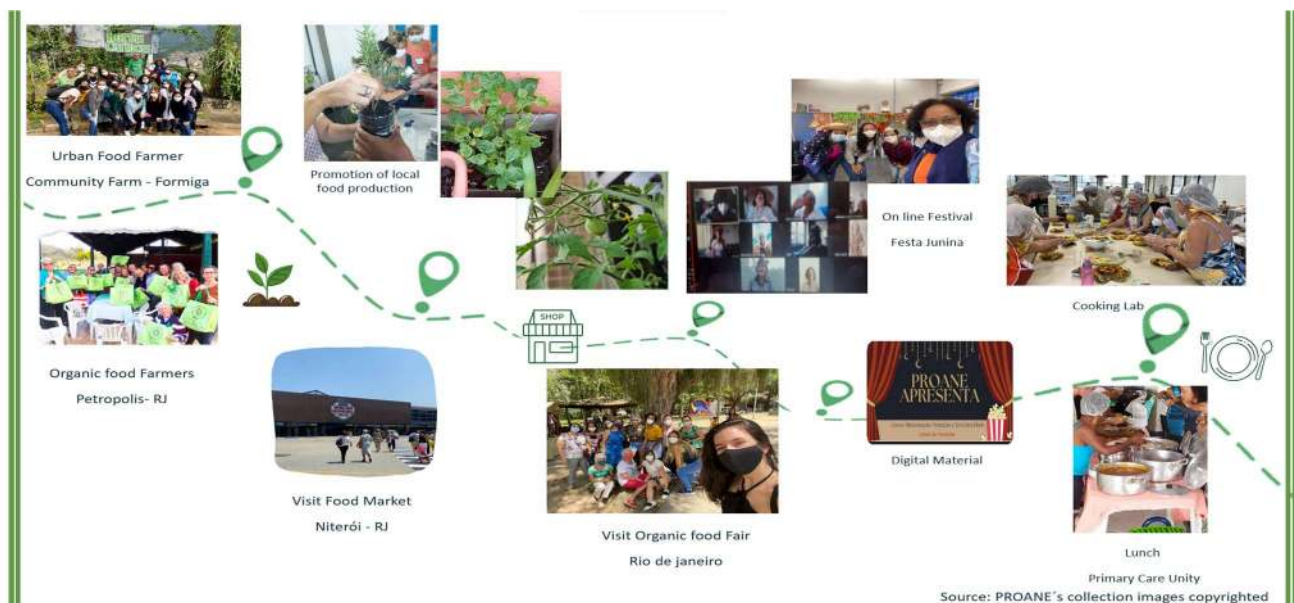 Urban Food Farmer
Community Farm - Formiga
Promotion of local
food production
On line Festival
Festa Junina
Cooking Lab
SHOP
Organic food Farmers
Petropolis- RJ
PROANE
APRESENTA
Digital Material
Visit Food Market
Niterói - RJ
Visit Organic food Fair
Rio de janeiro
Lunch
Primary Care Unity
Source: PROANE´s collection images copyrighted